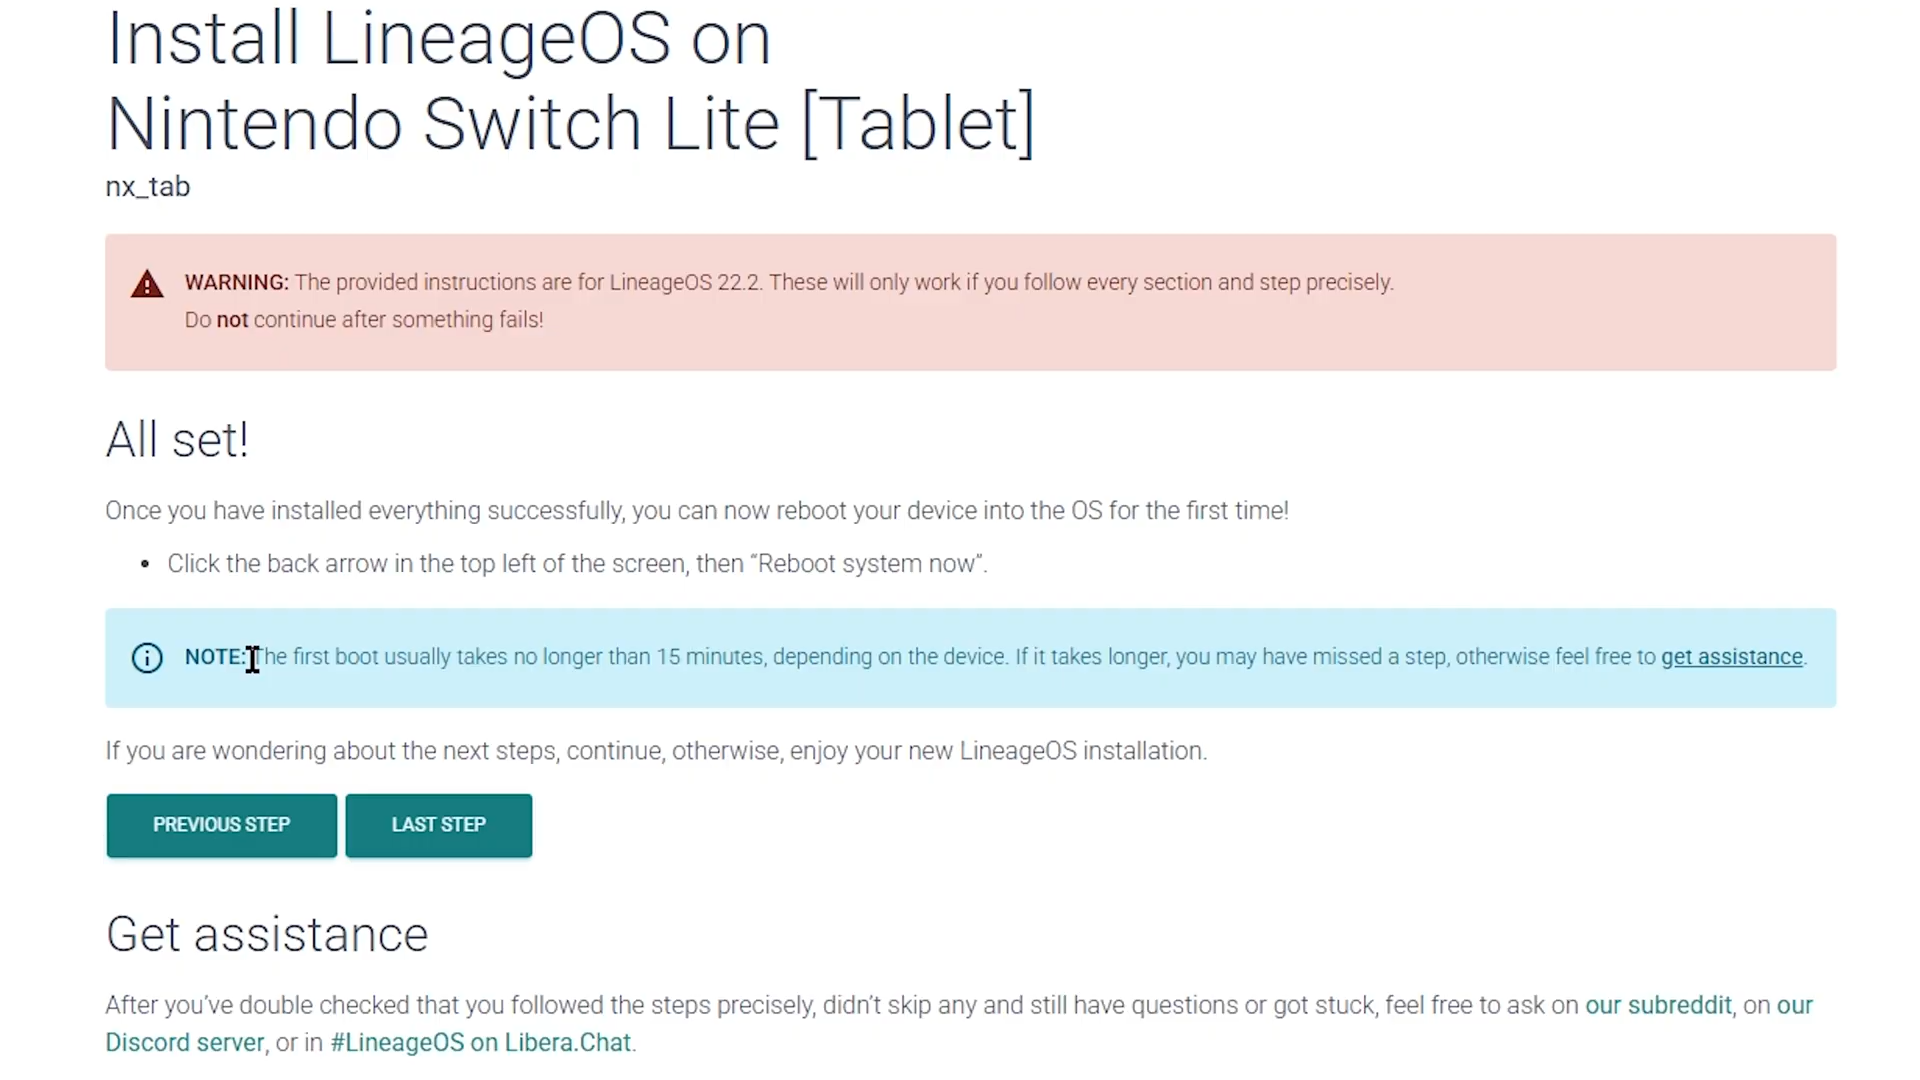 Install LineageOS on
Nintendo Switch Lite [Tablet]
nx_tab
WARNING: The provided instructions are for LineageOS 22.2. These will only work if you follow every section and step precisely.
Do not continue after something fails!
All set!
Once you have installed everything successfully, you can now reboot your device into the OS for the first time!
• Click the back arrow in the top left of the screen, then “Reboot system now”.
NOTE: The first boot usually takes no longer than 15 minutes, depending on the device. If it takes longer, you may have missed a step, otherwise feel free to get assistance.
If you are wondering about the next steps, continue, otherwise, enjoy your new LineageOS installation.
PREVIOUS STEP LAST STEP
Get assistance
After you’ve double checked that you followed the steps precisely, didn’t skip any and still have questions or got stuck, feel free to ask on our subreddit, on our
Discord server, or in #LineageOS on Libera.Chat.